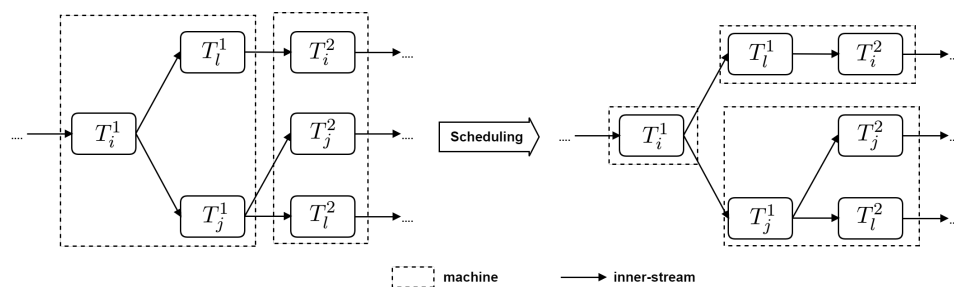 T_l^1 T_i^2 .... T_l^1 T_i^2 ...
.... T_i^1 T_j^2 .... Scheduling .... T_i^1 T_j^2 ...
T_j^1 T_l^2 .... T_j^1 T_l^2 ...
machine inner-stream